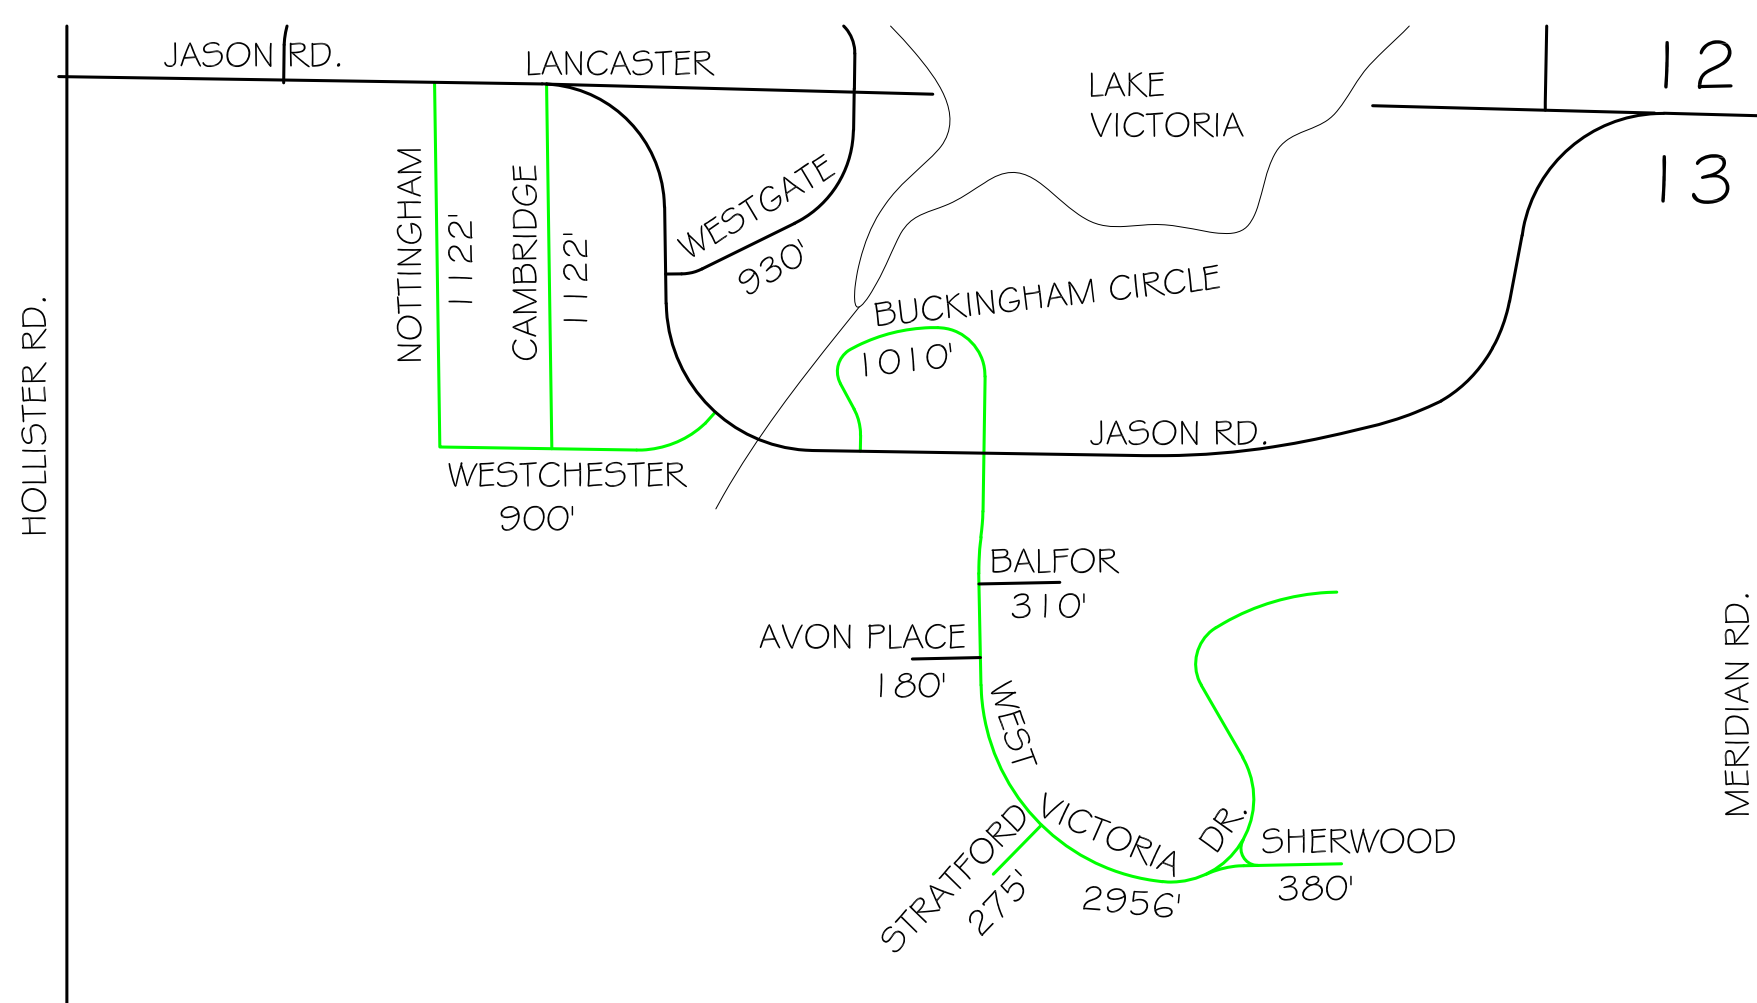 JASON RD.
LANCASTER
LAKE
VICTORIA
12
13
WESTGATE
930'
NOTTINGHAM
1122'
CAMBRIDGE
1122'
HOLLISTER RD.
BUCKINGHAM CIRCLE
1010'
JASON RD.
WESTCHESTER
900'
BALFOR
310'
AVON PLACE
180'
MERIDIAN RD.
WEST VICTORIA DR.
2956'
STRATFORD
275'
SHERWOOD
380'